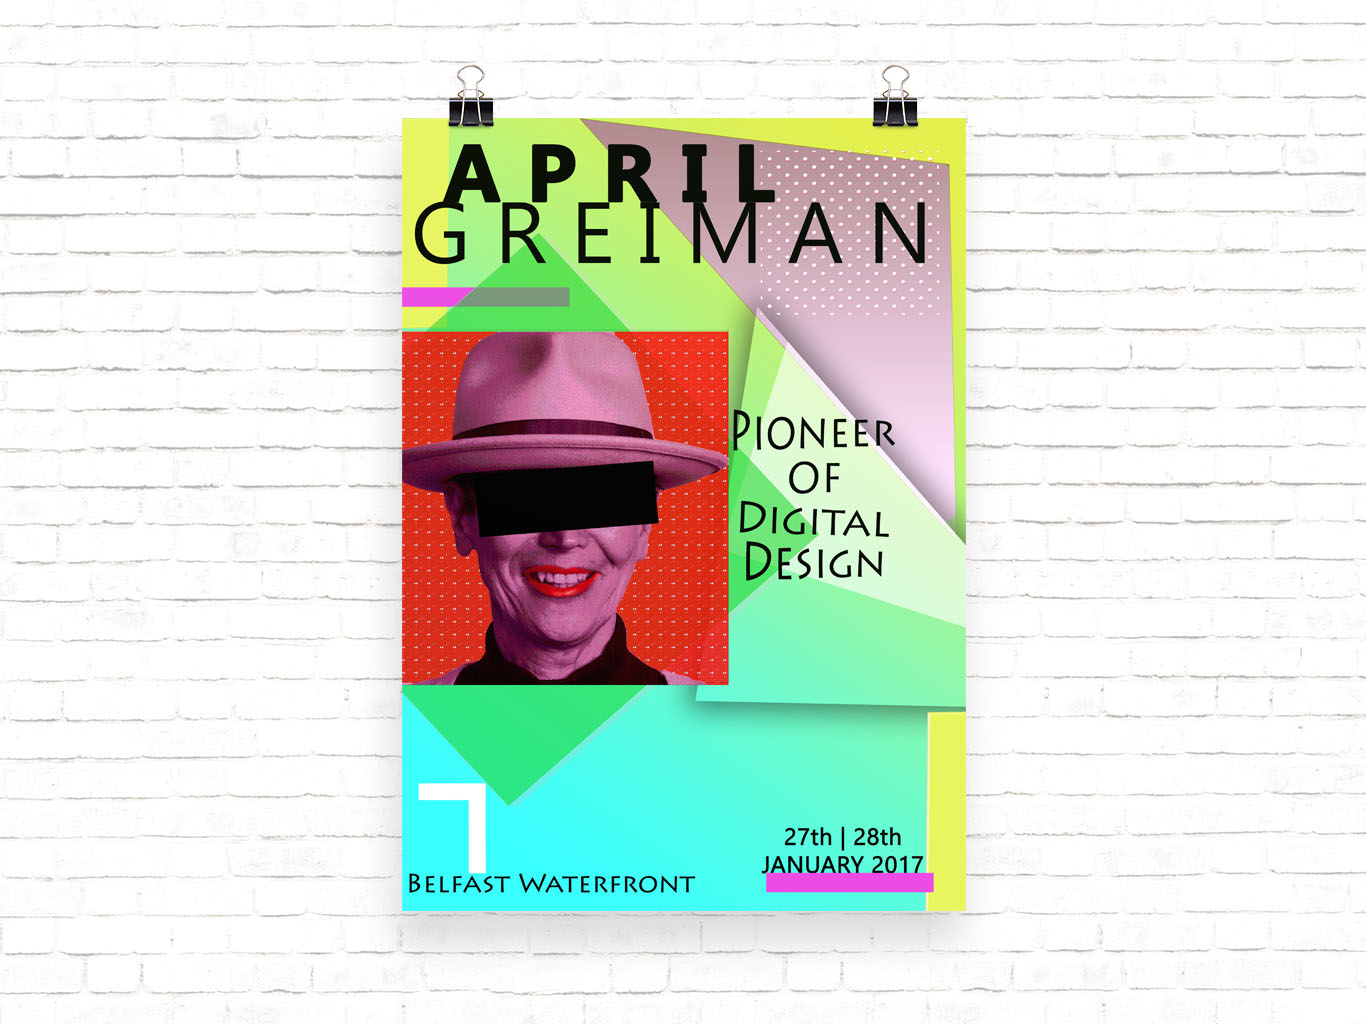 APRIL
GREIMAN
PIONEER
OF
DIGITAL
DESIGN
27th | 28th
JANUARY 2017
BELFAST WATERFRONT